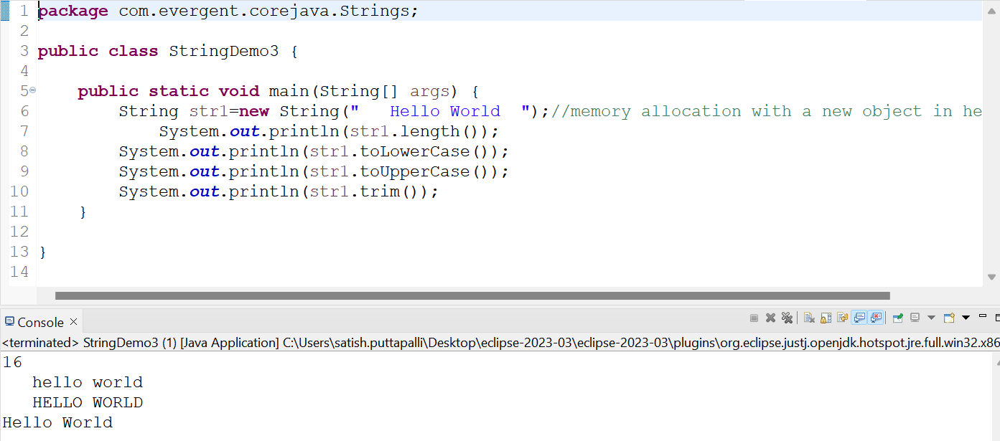 1 package com.evergent.corejava.Strings;
2
3 public class StringDemo3 {
4
5 public static void main(String[] args) {
6 String str1=new String("   Hello World  ");//memory allocation with a new object in he
7 System.out.println(str1.length());
8 System.out.println(str1.toLowerCase());
9 System.out.println(str1.toUpperCase());
10 System.out.println(str1.trim());
11 }
12
13 }
14
Console
<terminated> StringDemo3 (1) [Java Application] C:\Users\satish.puttapalli\Desktop\eclipse-2023-03\eclipse-2023-03\plugins\org.eclipse.justj.openjdk.hotspot.jre.full.win32.x86
16
   hello world
   HELLO WORLD
Hello World